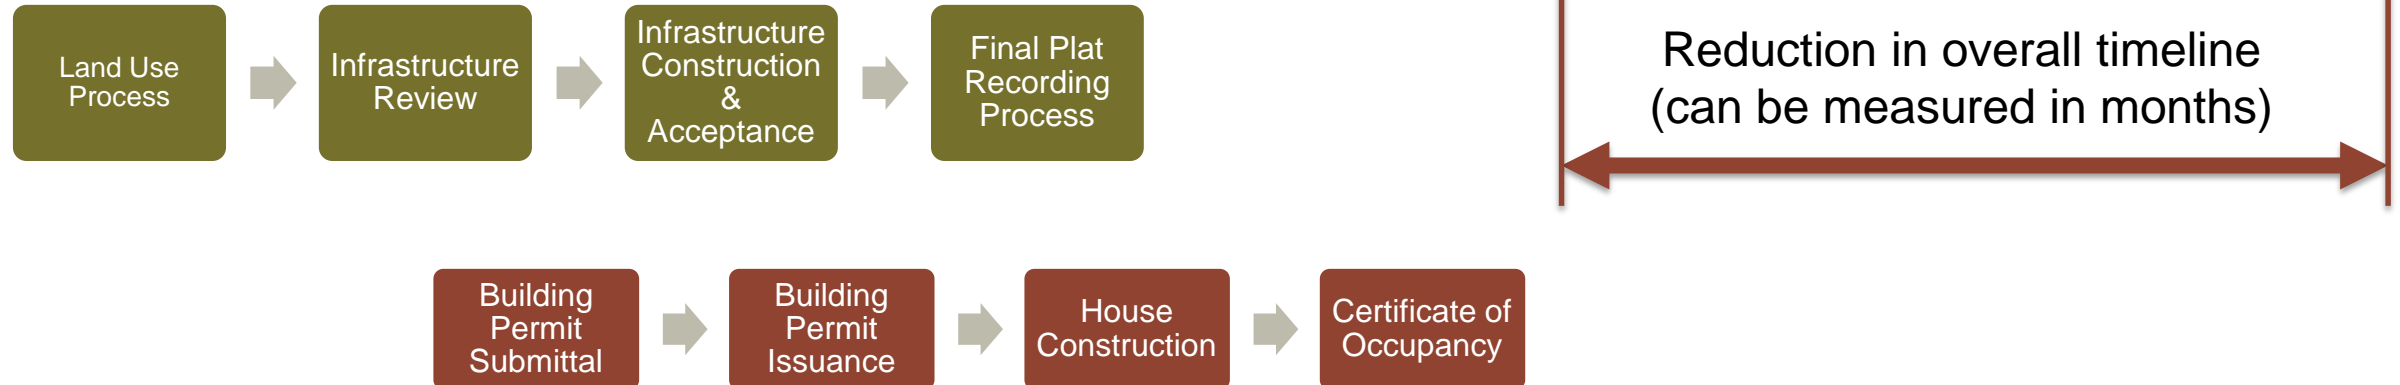 Land Use
Process
Infrastructure
Review
Infrastructure
Construction
&
Acceptance
Final Plat
Recording
Process
Reduction in overall timeline
(can be measured in months)
Building
Permit
Submittal
Building
Permit
Issuance
House
Construction
Certificate of
Occupancy